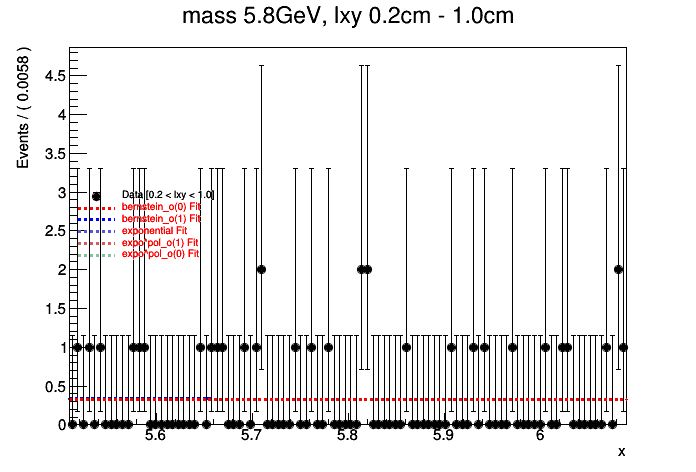 mass 5.8GeV, lxy 0.2cm - 1.0cm
Events / ( 0.0058 )
4.5
4
3.5
3
2.5
2
1.5
1
0.5
0
Data [0.2 < lxy < 1.0]
bernstein_o(0) Fit
bernstein_o(1) Fit
exponential Fit
expo*pol_o(1) Fit
expo*pol_o(0) Fit
5.6 5.7 5.8 5.9 6
x